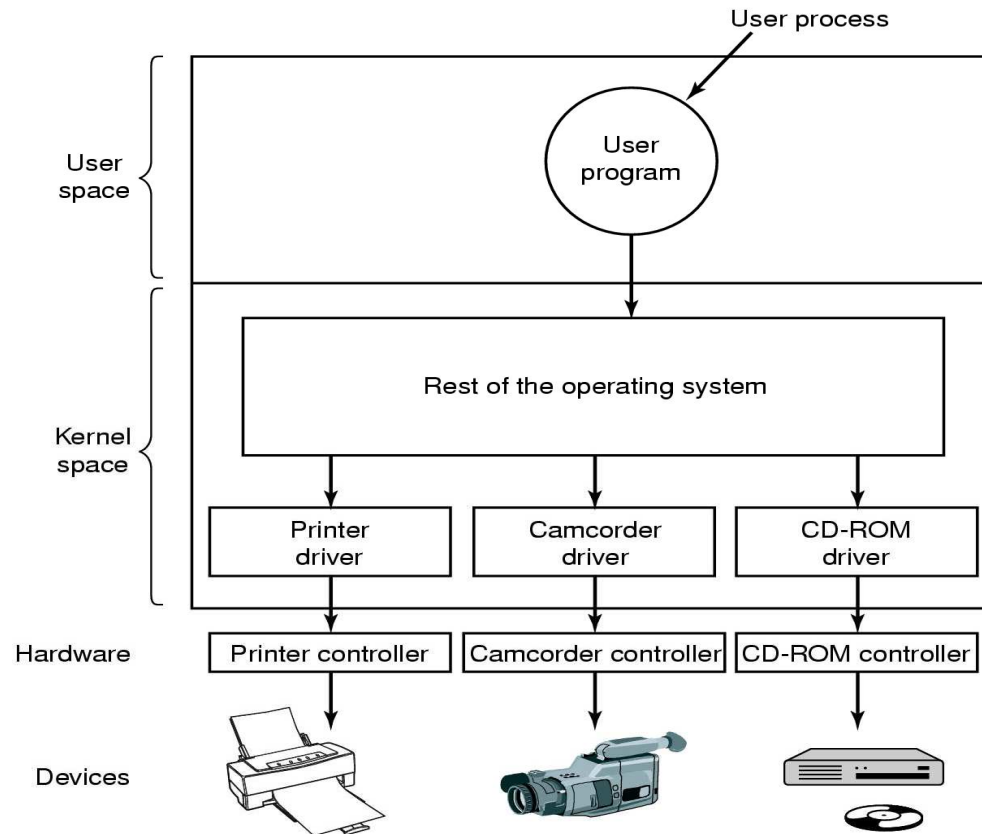 User process
User
space
User
program
Kernel
space
Rest of the operating system
Printer
driver
Camcorder
driver
CD-ROM
driver
Hardware
Printer controller
Camcorder controller
CD-ROM controller
Devices